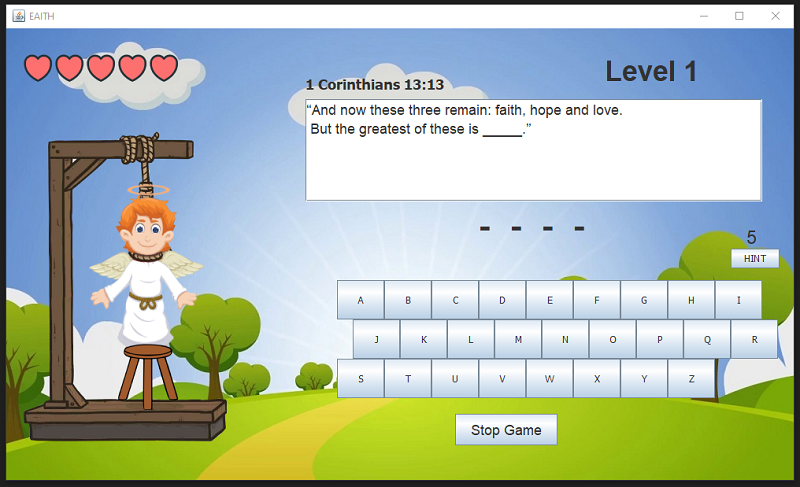 EAITH
Level 1
1 Corinthians 13:13
“And now these three remain: faith, hope and love.
But the greatest of these is _____.”
- - - -
5
HINT
A B C D E F G H I
J K L M N O P Q R
S T U V W X Y Z
Stop Game